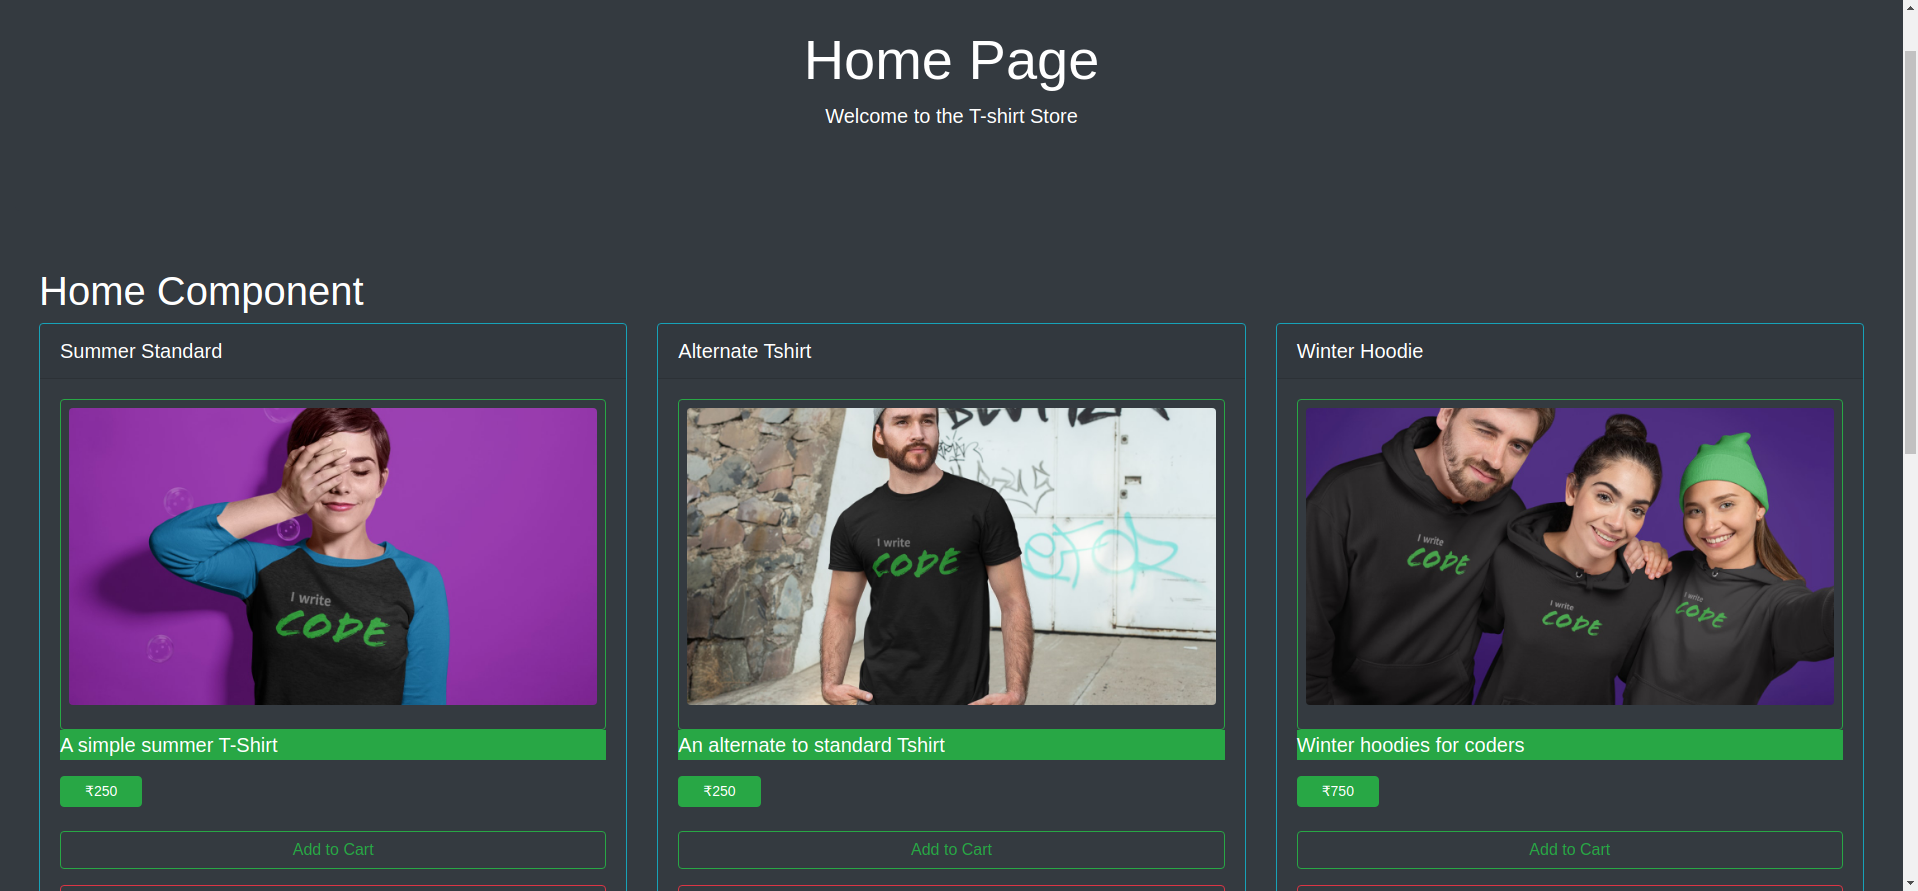 Home Page
Welcome to the T-shirt Store
Home Component
Summer Standard
Alternate Tshirt
Winter Hoodie
I write
CODE
I write
CODE
I write
CODE
I write
CODE
I write
CODE
A simple summer T-Shirt
An alternate to standard Tshirt
Winter hoodies for coders
₹250
₹250
₹750
Add to Cart
Add to Cart
Add to Cart